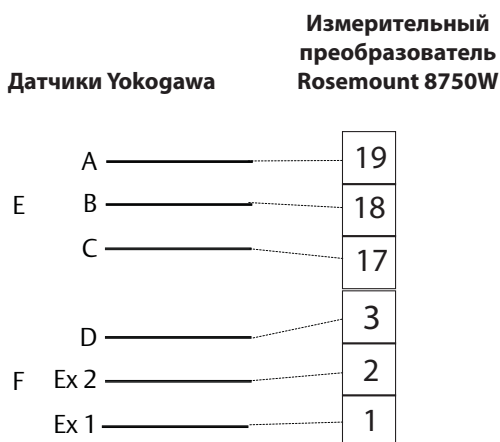 Измерительный
преобразователь
Rosemount 8750W
Датчики Yokogawa
A 19
E B 18
C 17
D 3
F Ex 2 2
Ex 1 1